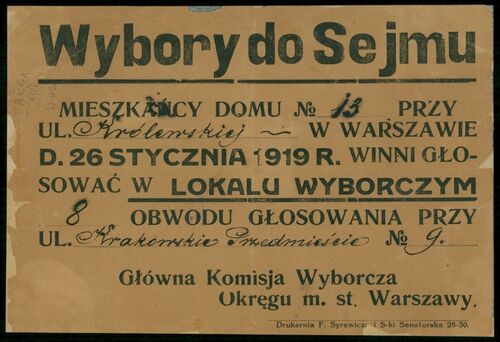 Wybory do Sejmu
MIESZKAŃCY DOMU № 13 PRZY
UL. Królewskiej W WARSZAWIE
D. 26 STYCZNIA 1919 R. WINNI GŁO-
SOWAĆ W LOKALU WYBORCZYM
8 OBWODU GŁOSOWANIA PRZY
UL. Krakowskie Przedmieście № 9.
Główna Komisja Wyborcza
Okręgu m. st. Warszawy.
Drukarnia F. Syrewicz i S-ki Senatorska 28-30.